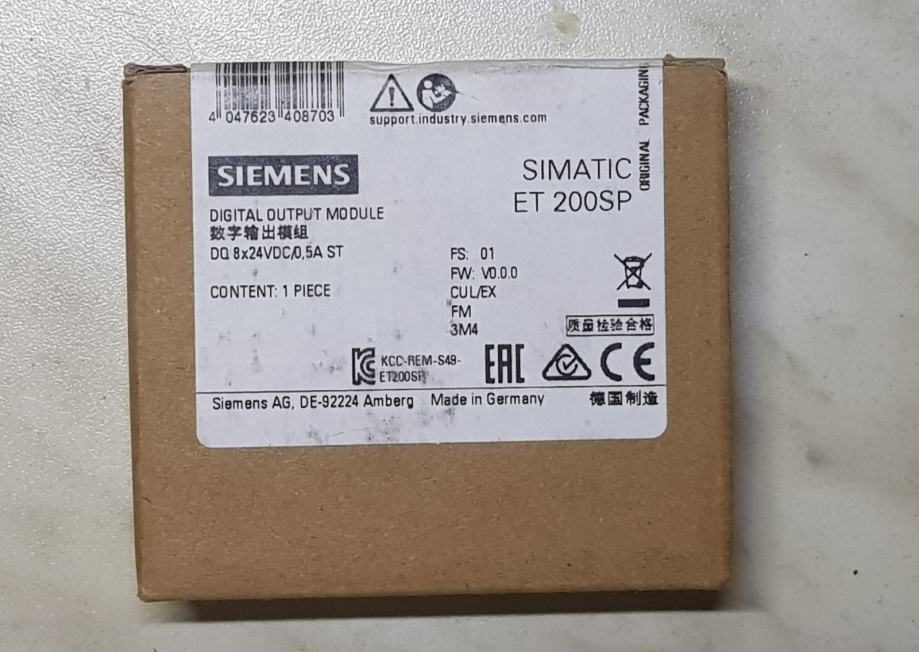 4 047623 408703
support.industry.siemens.com
ORIGINAL PACKAGING
SIEMENS
SIMATIC
ET 200SP
DIGITAL OUTPUT MODULE
数字输出模组
DQ 8x24VDC/0,5A ST
CONTENT: 1 PIECE
FS: 01
FW: V0.0.0
CUL/EX
FM
3M4
质品检验合格
KCC-REM-S49-
ET200SP
EAC
CE
Siemens AG, DE-92224 Amberg Made in Germany
德国制造